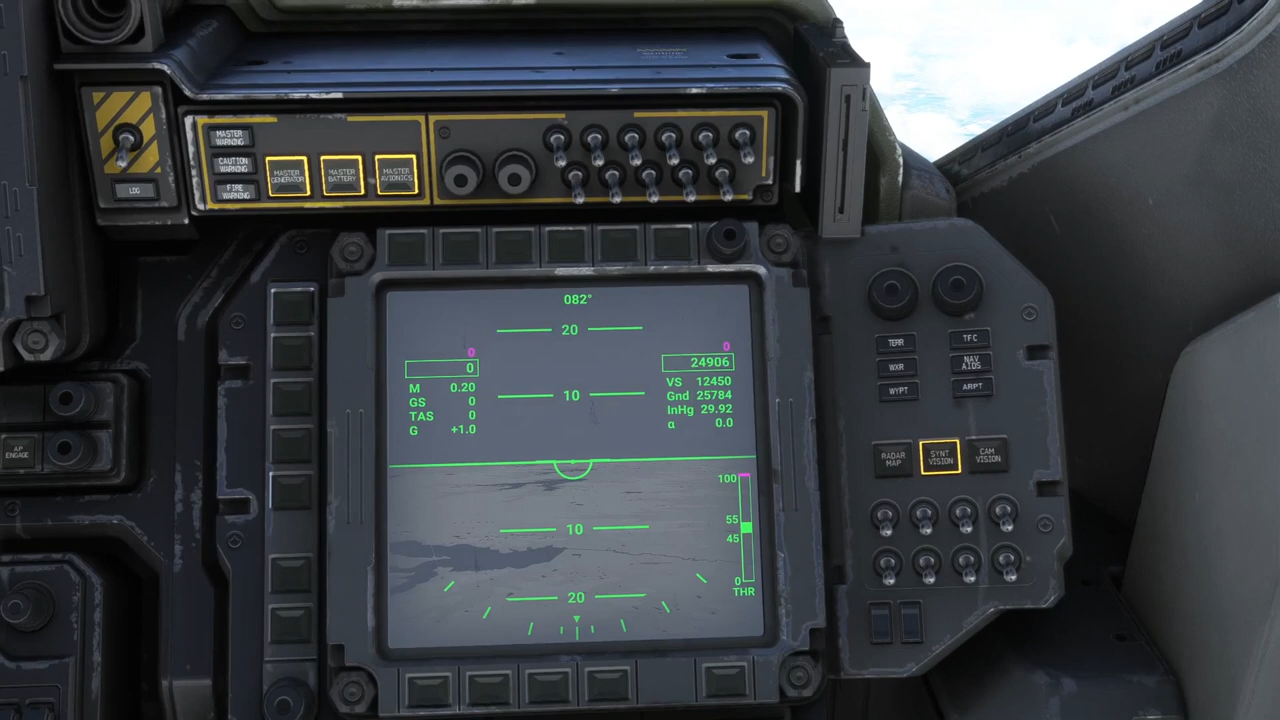 MASTER
WARNING
CAUTION
WARNING
FIRE
WARNING
MASTER
GENERATOR
MASTER
BATTERY
MASTER
AVIONICS
LDG
AP
ENGAGE
082°
20
0
0
M 0.20
GS 0
TAS 0
G +1.0
10
0
24906
VS 12450
Gnd 25784
InHg 29.92
α 0.0
10
20
100
55
45
0
THR
TERR
WXR
WYPT
TFC
NAV
AIDS
ARPT
RADAR
MAP
SYNT
VISION
CAM
VISION